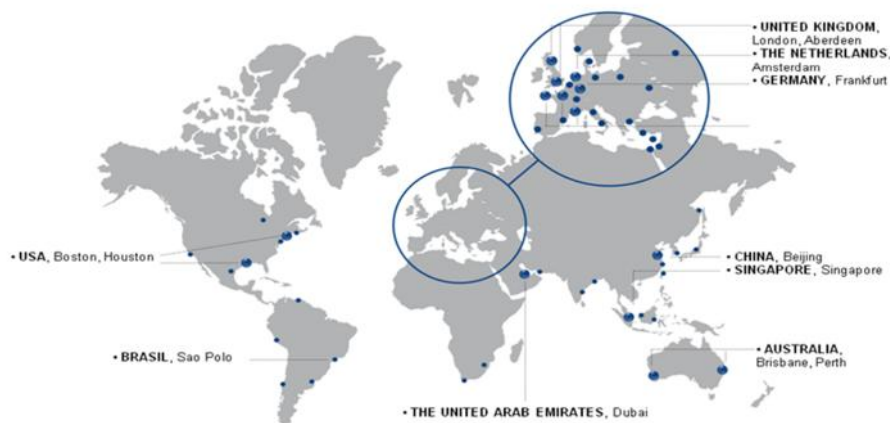 • UNITED KINGDOM,
London, Aberdeen
• THE NETHERLANDS,
Amsterdam
• GERMANY, Frankfurt
• USA, Boston, Houston
• CHINA, Beijing
• SINGAPORE, Singapore
• BRASIL, Sao Polo
• AUSTRALIA,
Brisbane, Perth
• THE UNITED ARAB EMIRATES, Dubai